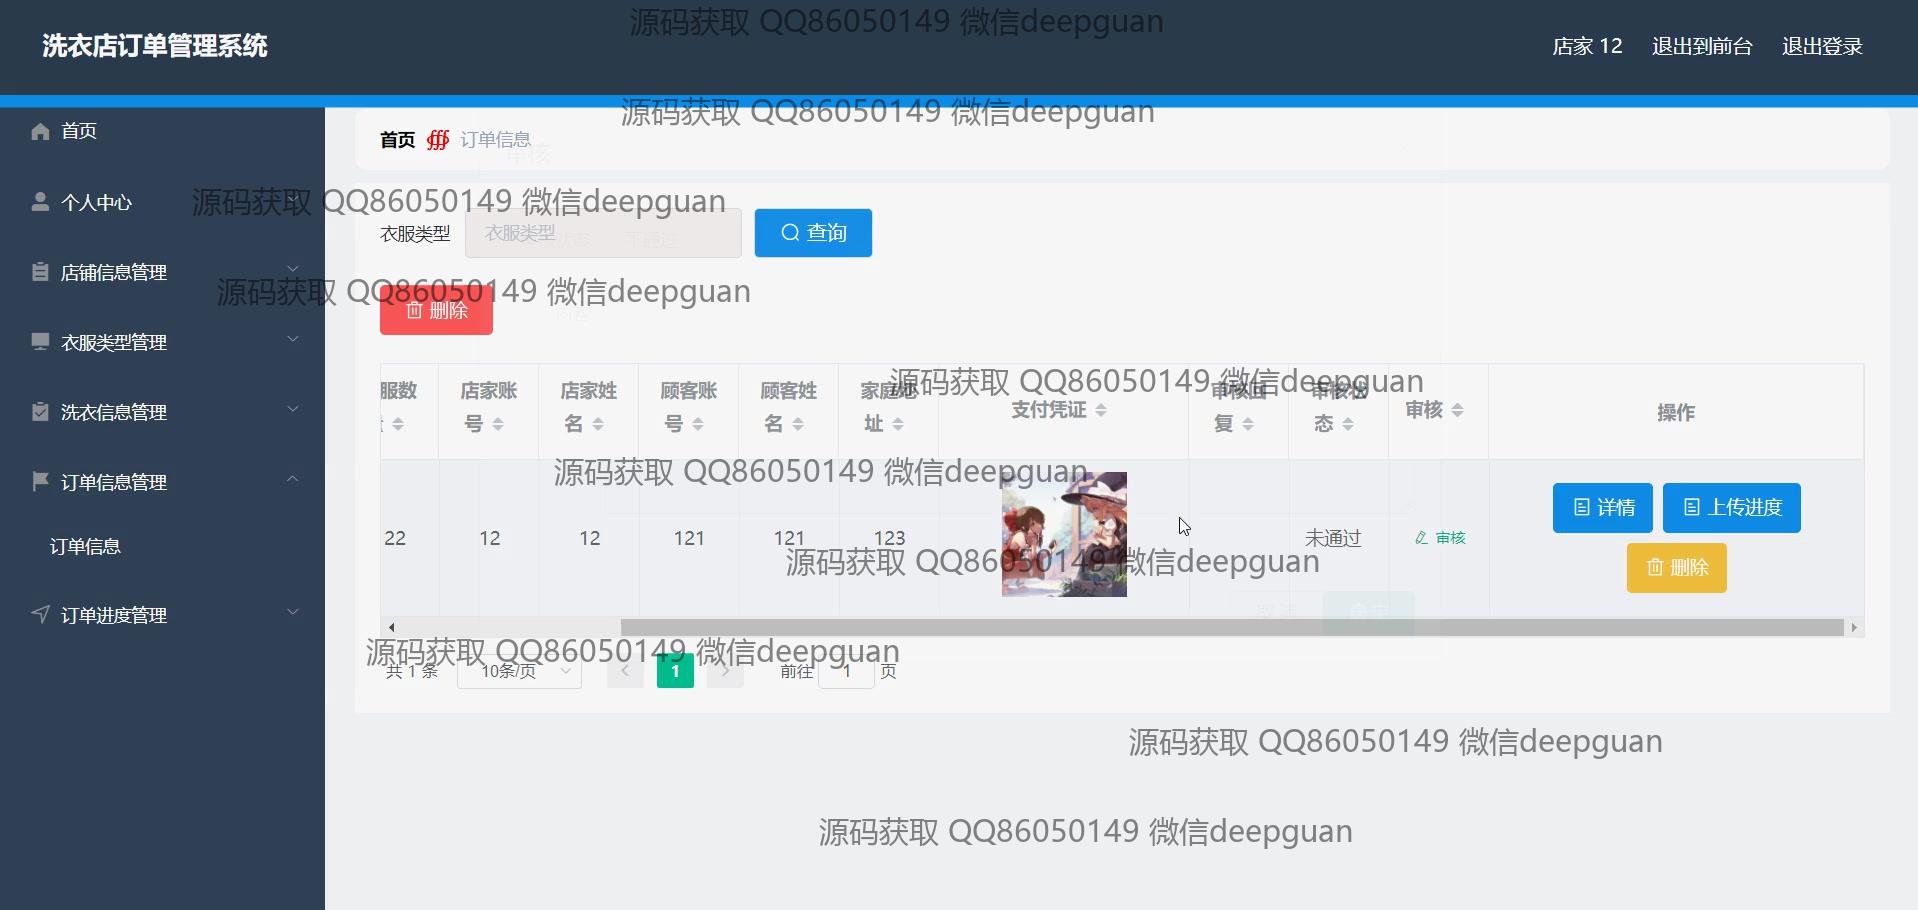 源码获取 QQ86050149 微信deepguan
洗衣店订单管理系统
店家 12
退出到前台
退出登录
源码获取 QQ86050149 微信deepguan
首页
首页
订单信息
审核
个人中心
源码获取 QQ86050149 微信deepguan
衣服类型
衣服类型
不通过
查询
店铺信息管理
源码获取 QQ86050149 微信deepguan
删除
衣服类型管理
源码获取 QQ86050149 微信deepguan
服数
店家账号
店家姓名
顾客账号
顾客姓名
家庭地址
支付凭证
审核回复
审核状态
审核
操作
洗衣信息管理
源码获取 QQ86050149 微信deepguan
订单信息管理
22
12
12
121
121
123
未通过
审核
详情
上传进度
删除
订单信息
源码获取 QQ86050149 微信deepguan
订单进度管理
源码获取 QQ86050149 微信deepguan
共 1 条
10条/页
1
前往
1
页
源码获取 QQ86050149 微信deepguan
源码获取 QQ86050149 微信deepguan